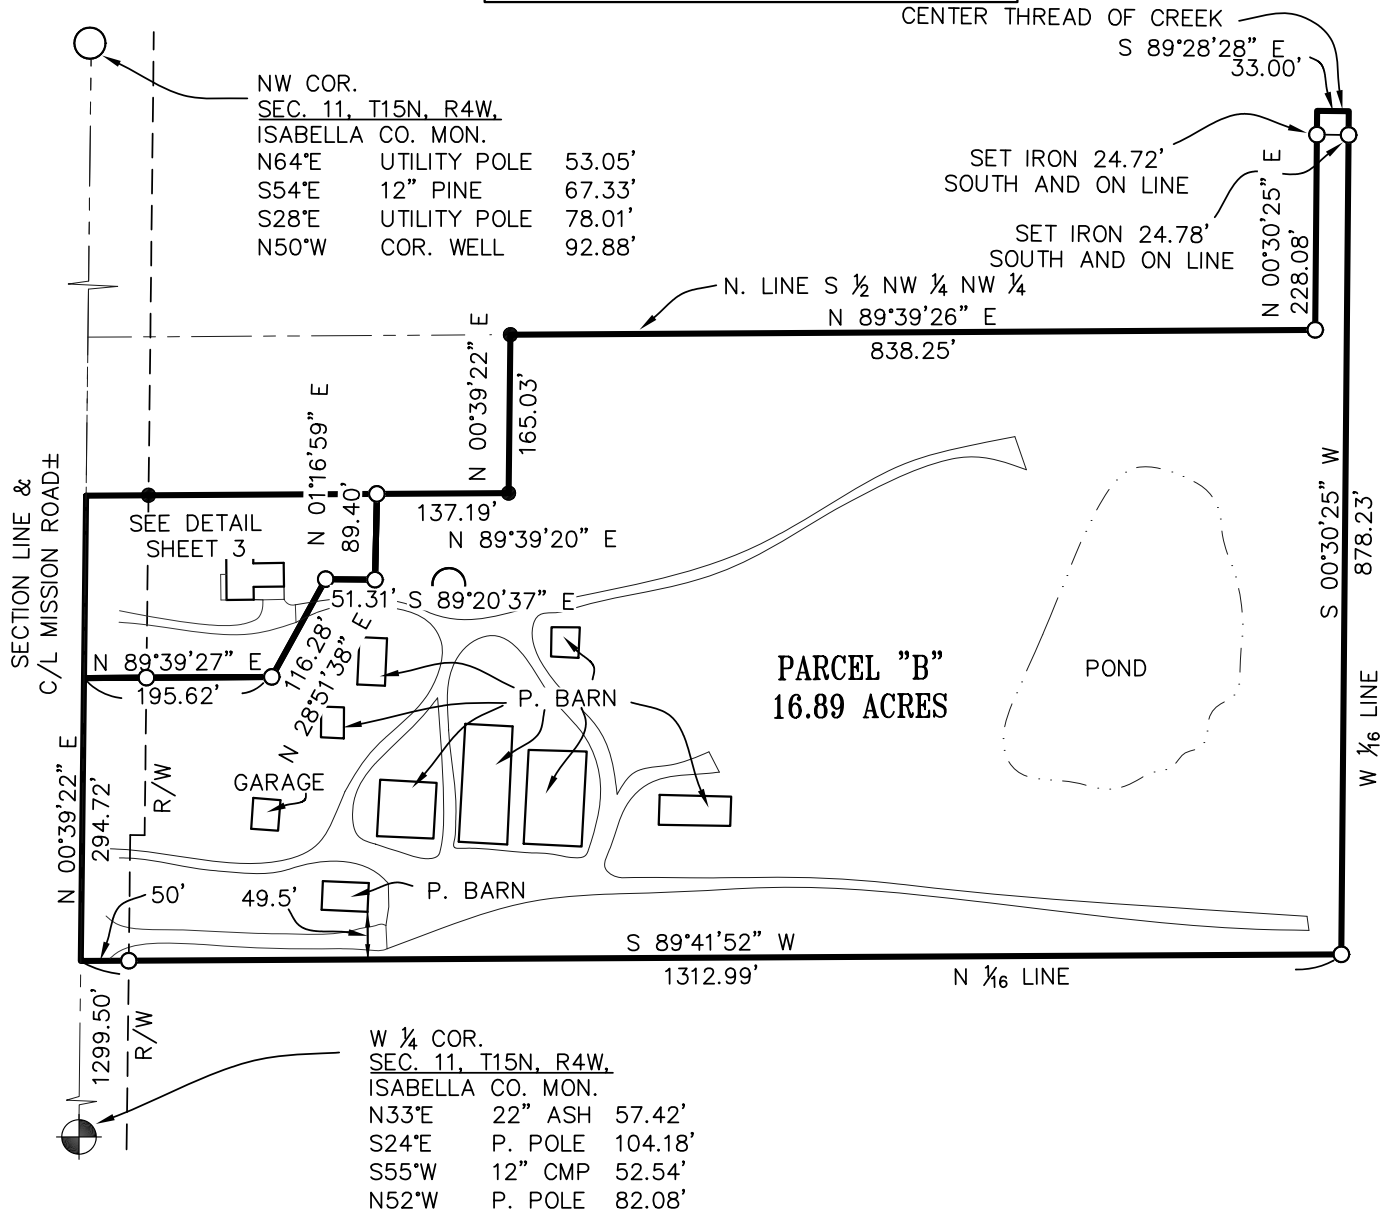 CENTER THREAD OF CREEK
S 89°28'28" E
33.00'
NW COR.
SEC. 11, T15N, R4W,
ISABELLA CO. MON.
N64°E UTILITY POLE 53.05'
S54°E 12" PINE 67.33'
S28°E UTILITY POLE 78.01'
N50°W COR. WELL 92.88'
SET IRON 24.72'
SOUTH AND ON LINE
SET IRON 24.78'
SOUTH AND ON LINE
N 00°30'25" E
228.08'
N. LINE S ½ NW ¼ NW ¼
N 89°39'26" E
838.25'
N 00°39'22" E
165.03'
N 01°16'59" E
89.40'
137.19'
N 89°39'20" E
SECTION LINE &
C/L MISSION ROAD±
SEE DETAIL
SHEET 3
51.31' S 89°20'37" E
116.28'
N 28°51'38" E
N 89°39'27" E
195.62'
S 00°30'25" W
878.23'
W 1/16 LINE
PARCEL "B"
16.89 ACRES
POND
P. BARN
GARAGE
R/W
N 00°39'22" E
294.72'
50'
49.5'
P. BARN
S 89°41'52" W
1312.99'
N 1/16 LINE
1299.50'
R/W
W ¼ COR.
SEC. 11, T15N, R4W,
ISABELLA CO. MON.
N33°E 22" ASH 57.42'
S24°E P. POLE 104.18'
S55°W 12" CMP 52.54'
N52°W P. POLE 82.08'